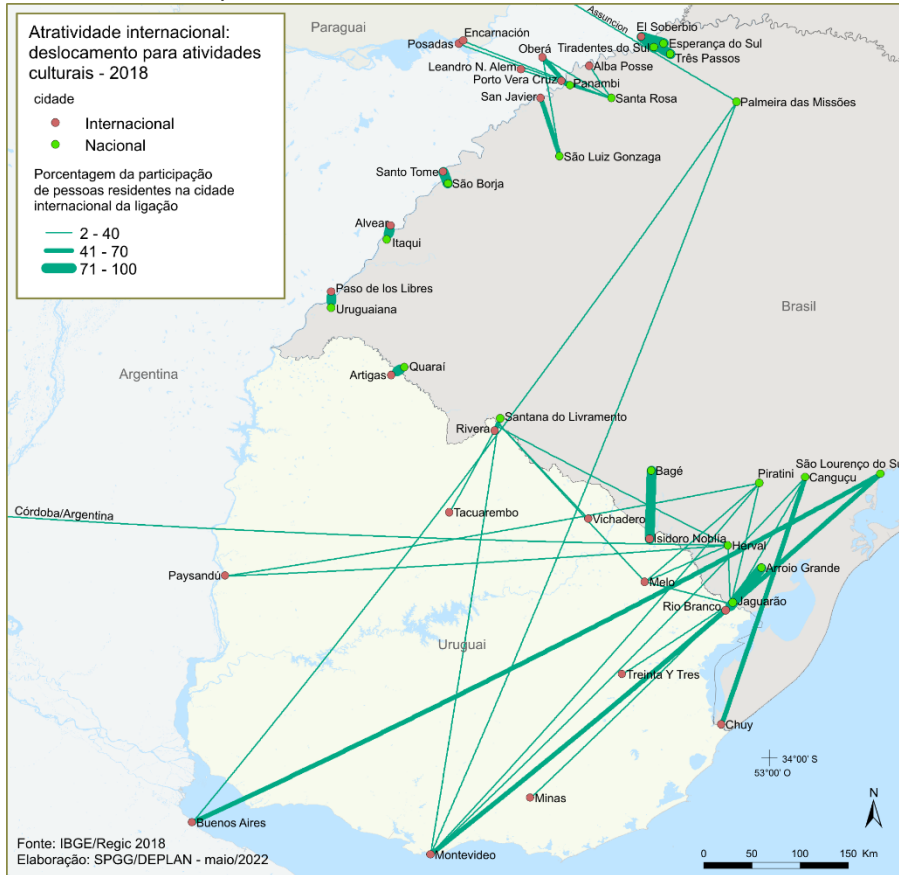 Atratividade internacional:
deslocamento para atividades
culturais - 2018
cidade
Internacional
Nacional
Porcentagem da participação
de pessoas residentes na cidade
internacional da ligação
2 - 40
41 - 70
71 - 100
Paraguai
Assuncion
El Soberbio
Encarnación
Posadas
Oberá
Tiradentes do Sul
Esperança do Sul
Três Passos
Leandro N. Alem
Alba Posse
Porto Vera Cruz
Panambi
San Javier
Santa Rosa
Palmeira das Missões
São Luiz Gonzaga
Santo Tome
São Borja
Alvear
Itaqui
Paso de los Libres
Uruguaiana
Brasil
Argentina
Quaraí
Artigas
Santana do Livramento
Rivera
Bagé
Piratini
São Lourenço do Su
Canguçu
Córdoba/Argentina
Tacuarembo
Vichadero
Isidoro Noblia
Herval
Paysandú
Melo
Arroio Grande
Jaguarão
Rio Branco
Uruguai
Treinta Y Tres
Chuy
34°00' S
53°00' O
Minas
N
Buenos Aires
Montevideo
Fonte: IBGE/Regic 2018
Elaboração: SPGG/DEPLAN - maio/2022
0 50 100 150 Km